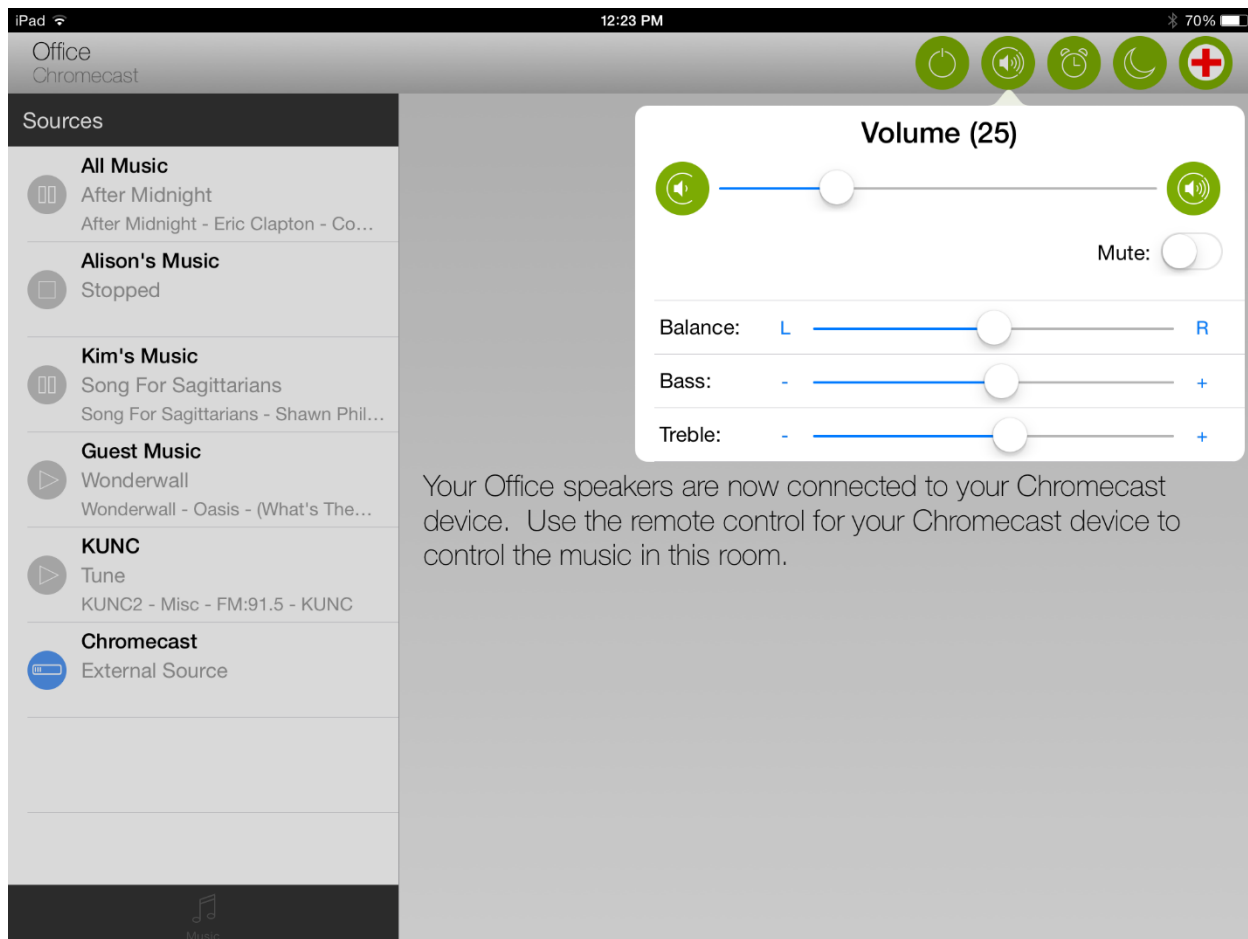 iPad
12:23 PM
70%
Office
Chromecast
Sources
All Music
After Midnight
After Midnight - Eric Clapton - Co...
Alison's Music
Stopped
Kim's Music
Song For Sagittarians
Song For Sagittarians - Shawn Phil...
Guest Music
Wonderwall
Wonderwall - Oasis - (What's The...
KUNC
Tune
KUNC2 - Misc - FM:91.5 - KUNC
Chromecast
External Source
Music
Volume (25)
Mute:
Balance: L R
Bass: - +
Treble: - +
Your Office speakers are now connected to your Chromecast
device. Use the remote control for your Chromecast device to
control the music in this room.